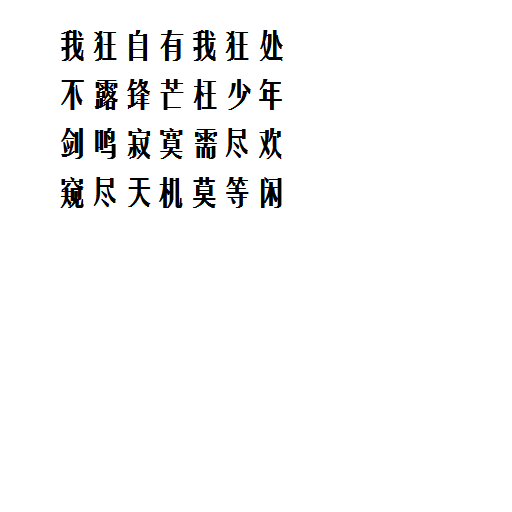 我狂自有我狂处
不露锋芒枉少年
剑鸣寂寞需尽欢
窥尽天机莫等闲